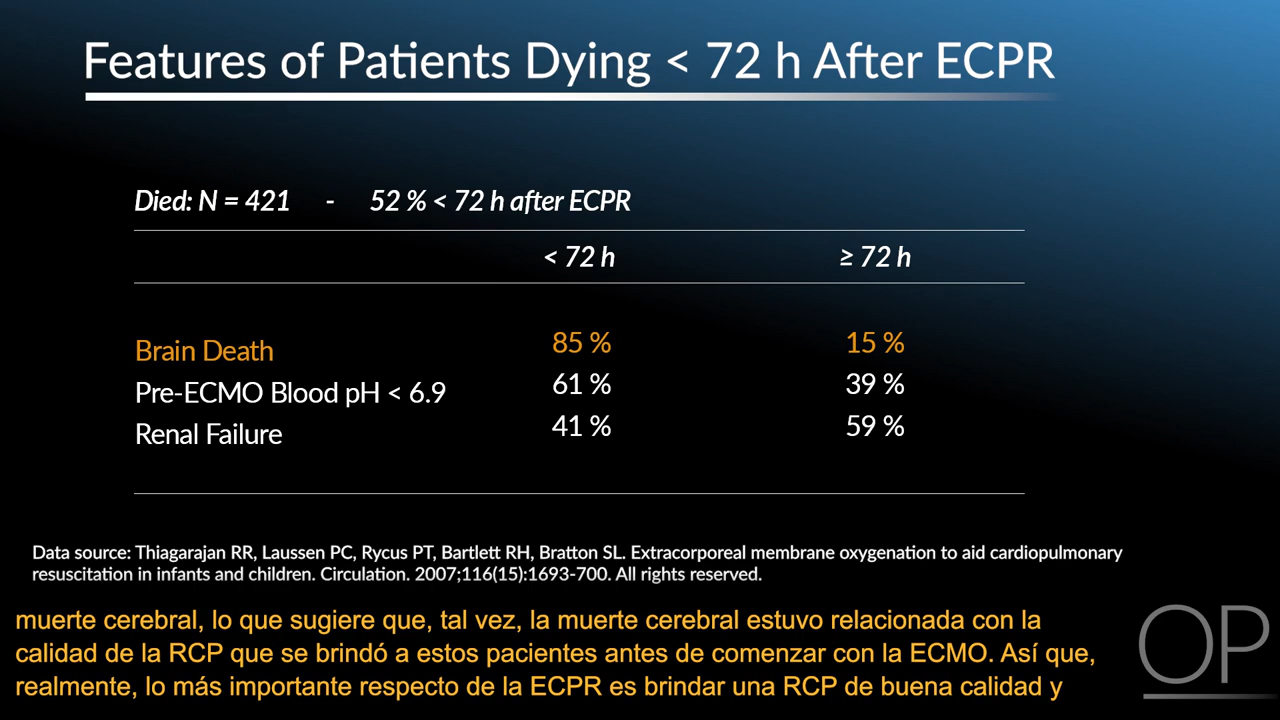 Features of Patients Dying < 72 h After ECPR
Died: N = 421 - 52 % < 72 h after ECPR
< 72 h ≥ 72 h
Brain Death 85 % 15 %
Pre-ECMO Blood pH < 6.9 61 % 39 %
Renal Failure 41 % 59 %
Data source: Thiagarajan RR, Laussen PC, Rycus PT, Bartlett RH, Bratton SL. Extracorporeal membrane oxygenation to aid cardiopulmonary
resuscitation in infants and children. Circulation. 2007;116(15):1693-700. All rights reserved.
muerte cerebral, lo que sugiere que, tal vez, la muerte cerebral estuvo relacionada con la
calidad de la RCP que se brindó a estos pacientes antes de comenzar con la ECMO. Así que,
realmente, lo más importante respecto de la ECPR es brindar una RCP de buena calidad y
OP